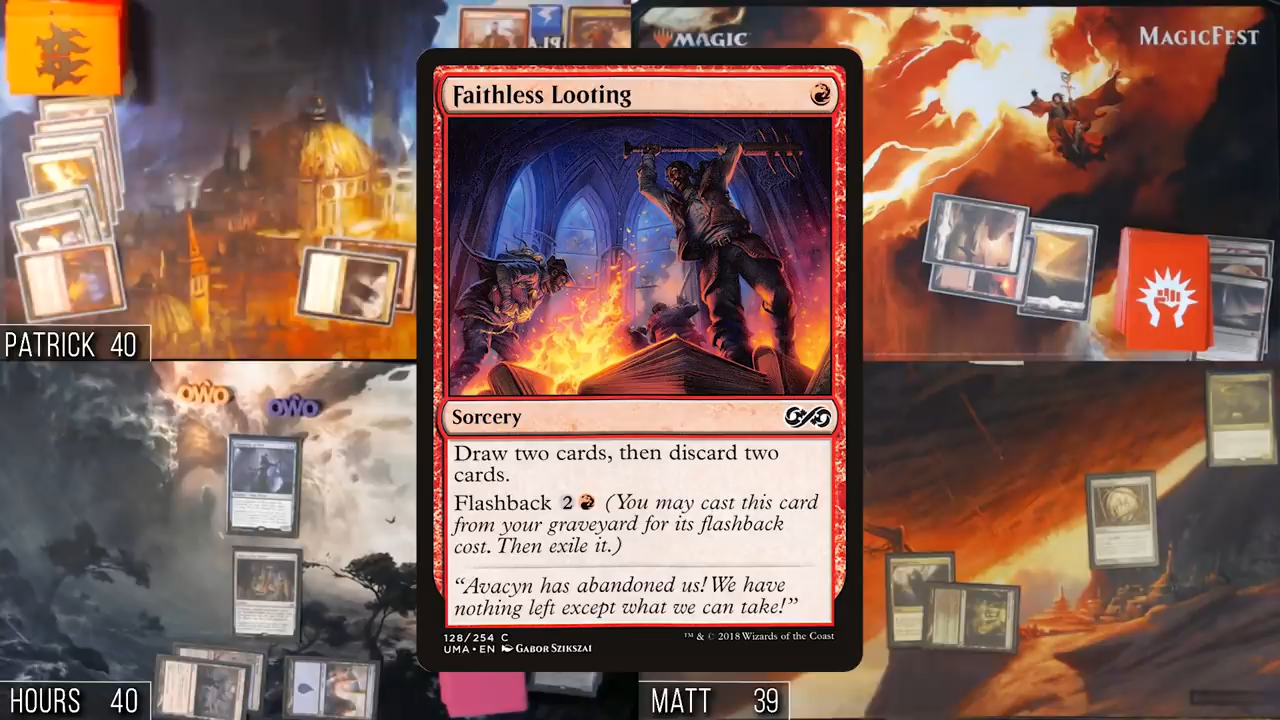 MAGIC
MAGICFEST
Faithless Looting
Sorcery
Draw two cards, then discard two
cards.
Flashback 2 (You may cast this card
from your graveyard for its flashback
cost. Then exile it.)
“Avacyn has abandoned us! We have
nothing left except what we can take!”
128/254 C
UMA • EN GABOR SZIKSZAI
™ & © 2018 Wizards of the Coast
PATRICK 40
OWO
OWO
HOURS 40
MATT 39